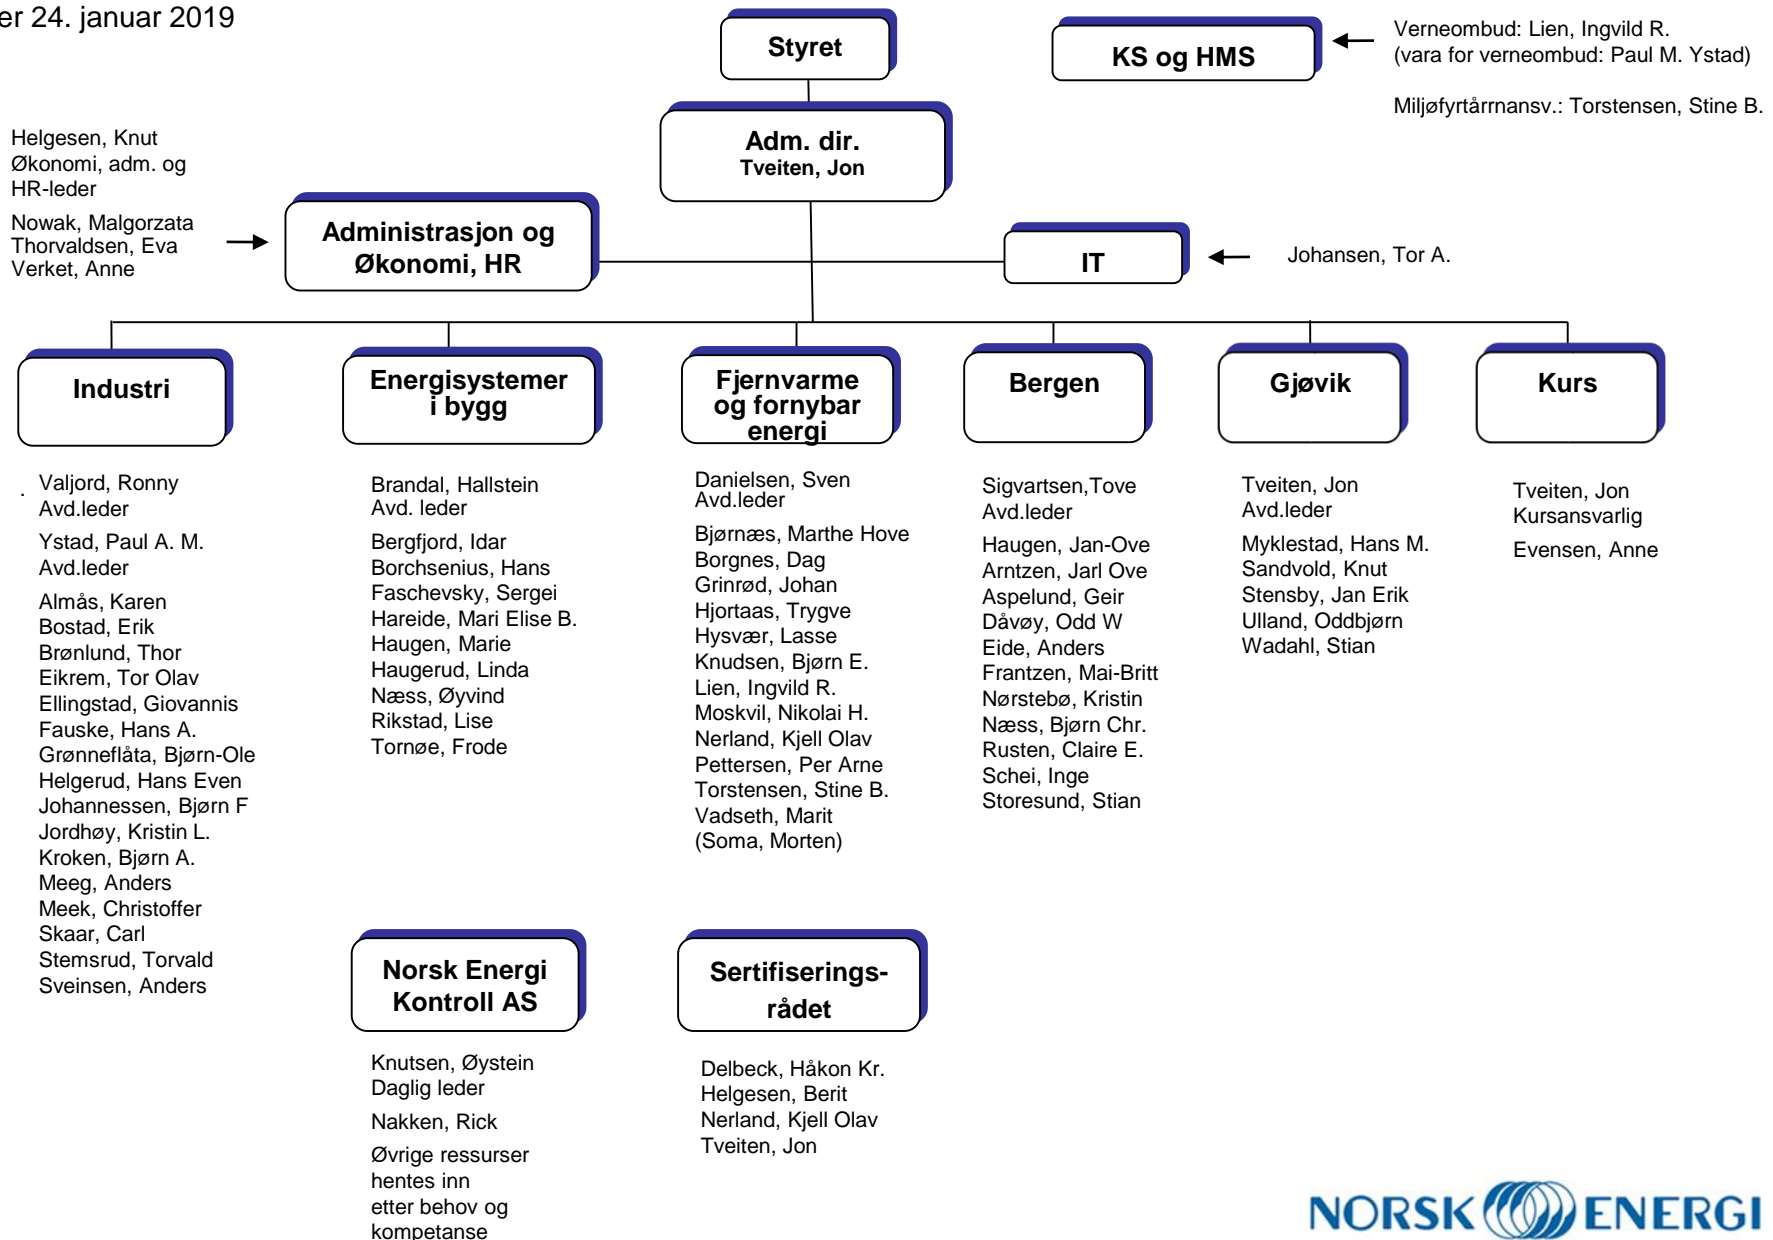 er 24. januar 2019
Styret
KS og HMS
Verneombud: Lien, Ingvild R.
(vara for verneombud: Paul M. Ystad)
Miljøfyrtårrnansv.: Torstensen, Stine B.
Adm. dir.
Tveiten, Jon
Helgesen, Knut
Økonomi, adm. og
HR-leder
Nowak, Malgorzata
Thorvaldsen, Eva
Verket, Anne
Administrasjon og
Økonomi, HR
IT
Johansen, Tor A.
Industri
.
Valjord, Ronny
Avd.leder
Ystad, Paul A. M.
Avd.leder
Almås, Karen
Bostad, Erik
Brønlund, Thor
Eikrem, Tor Olav
Ellingstad, Giovannis
Fauske, Hans A.
Grønneflåta, Bjørn-Ole
Helgerud, Hans Even
Johannessen, Bjørn F
Jordhøy, Kristin L.
Kroken, Bjørn A.
Meeg, Anders
Meek, Christoffer
Skaar, Carl
Stemsrud, Torvald
Sveinsen, Anders
Energisystemer
i bygg
Brandal, Hallstein
Avd. leder
Bergfjord, Idar
Borchsenius, Hans
Faschevsky, Sergei
Hareide, Mari Elise B.
Haugen, Marie
Haugerud, Linda
Næss, Øyvind
Rikstad, Lise
Tornøe, Frode
Fjernvarme
og fornybar
energi
Danielsen, Sven
Avd.leder
Bjørnæs, Marthe Hove
Borgnes, Dag
Grinrød, Johan
Hjortaas, Trygve
Hysvær, Lasse
Knudsen, Bjørn E.
Lien, Ingvild R.
Moskvil, Nikolai H.
Nerland, Kjell Olav
Pettersen, Per Arne
Torstensen, Stine B.
Vadseth, Marit
(Soma, Morten)
Bergen
Sigvartsen,Tove
Avd.leder
Haugen, Jan-Ove
Arntzen, Jarl Ove
Aspelund, Geir
Dåvøy, Odd W
Eide, Anders
Frantzen, Mai-Britt
Nørstebø, Kristin
Næss, Bjørn Chr.
Rusten, Claire E.
Schei, Inge
Storesund, Stian
Gjøvik
Tveiten, Jon
Avd.leder
Myklestad, Hans M.
Sandvold, Knut
Stensby, Jan Erik
Ulland, Oddbjørn
Wadahl, Stian
Kurs
Tveiten, Jon
Kursansvarlig
Evensen, Anne
Norsk Energi
Kontroll AS
Knutsen, Øystein
Daglig leder
Nakken, Rick
Øvrige ressurser
hentes inn
etter behov og
kompetanse
Sertifiserings-
rådet
Delbeck, Håkon Kr.
Helgesen, Berit
Nerland, Kjell Olav
Tveiten, Jon
NORSK ENERGI